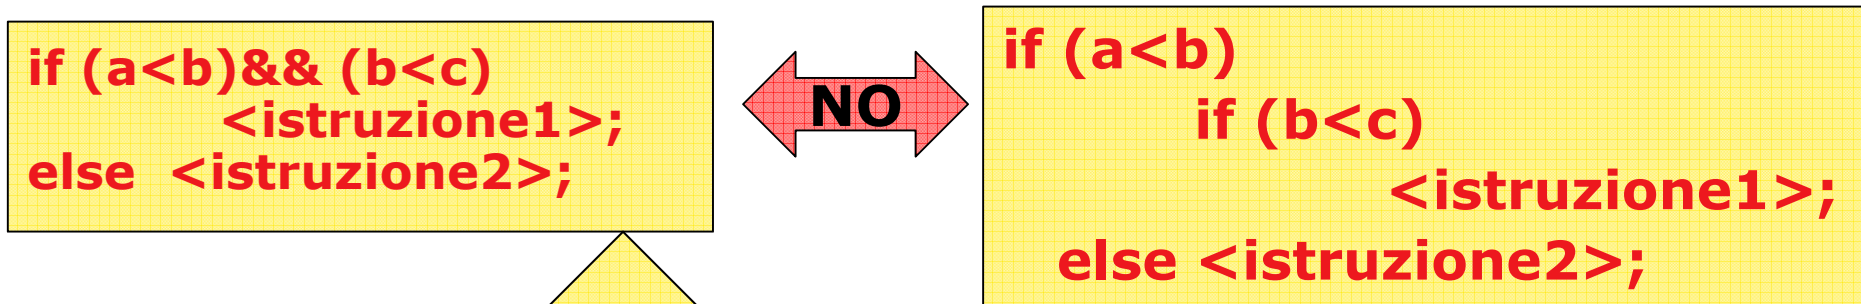 if (a<b)&& (b<c)
<istruzione1>;
else <istruzione2>;
NO
if (a<b)
if (b<c)
<istruzione1>;
else <istruzione2>;